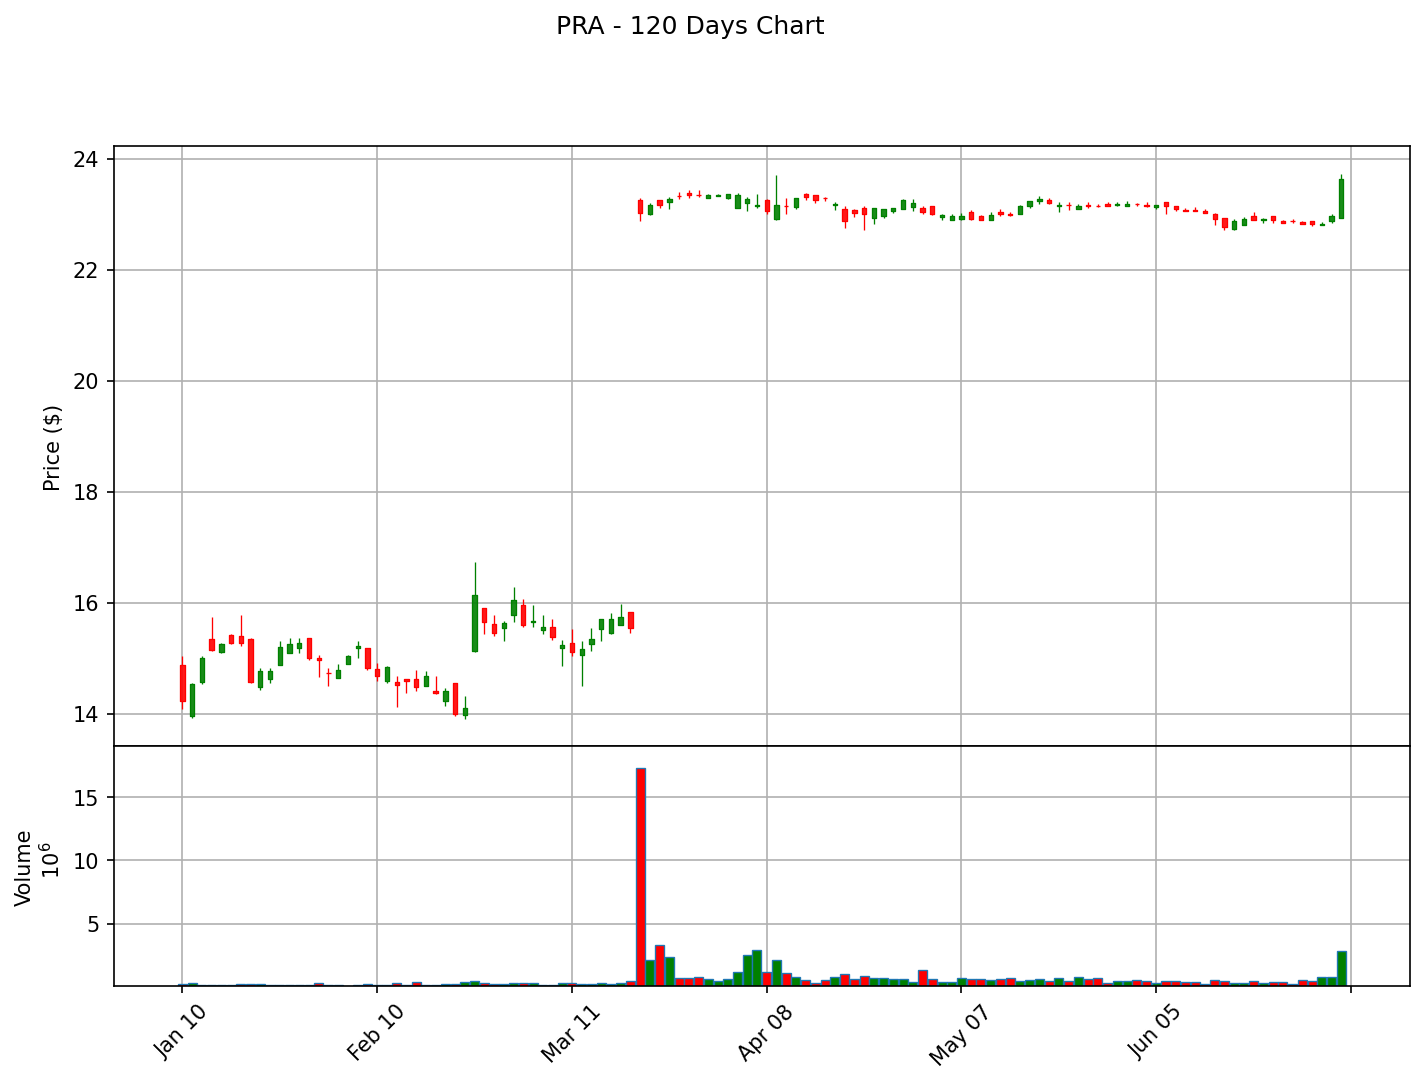 PRA - 120 Days Chart
Price ($)
24
22
20
18
16
14
Volume
10^6
15
10
5
Jan 10
Feb 10
Mar 11
Apr 08
May 07
Jun 05